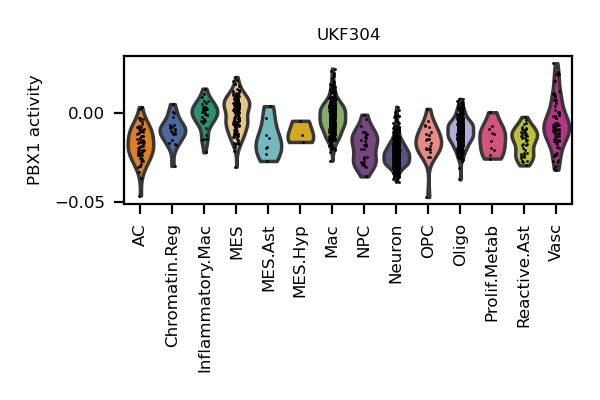 UKF304
PBX1 activity
0.00
−0.05
AC
Chromatin.Reg
Inflammatory.Mac
MES
MES.Ast
MES.Hyp
Mac
NPC
Neuron
OPC
Oligo
Prolif.Metab
Reactive.Ast
Vasc